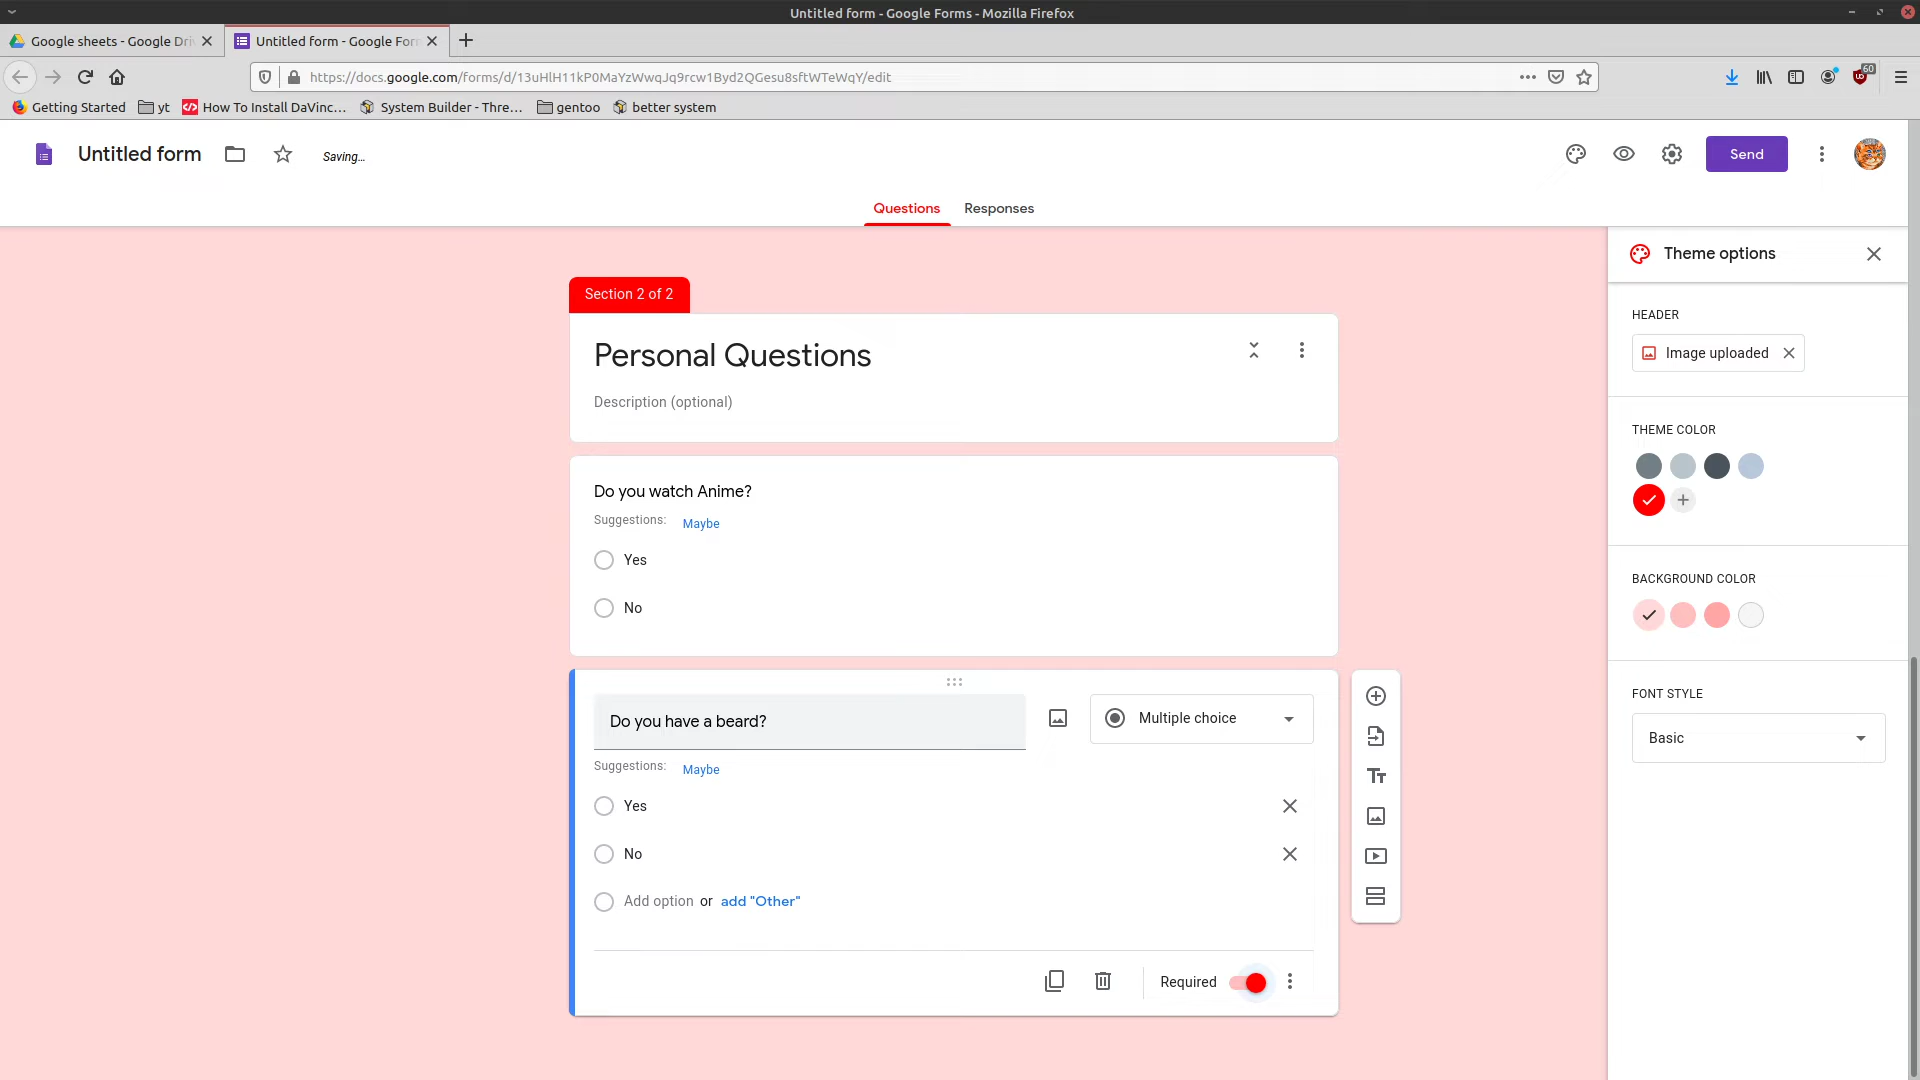 Untitled form - Google Forms - Mozilla Firefox
Google sheets - Google Dri
Untitled form - Google For
https://docs.google.com/forms/d/13uHlH11kP0MaYzWwqJq9rcw1Byd2QGesu8sftWTeWqY/edit
60
Getting Started
yt
How To Install DaVinc...
System Builder - Thre...
gentoo
better system
Untitled form
Saving...
Send
Questions
Responses
Section 2 of 2
Personal Questions
Description (optional)
Do you watch Anime?
Suggestions: Maybe
Yes
No
Do you have a beard?
Multiple choice
Suggestions: Maybe
Yes
No
Add option or add "Other"
Required
Theme options
HEADER
Image uploaded
THEME COLOR
BACKGROUND COLOR
FONT STYLE
Basic